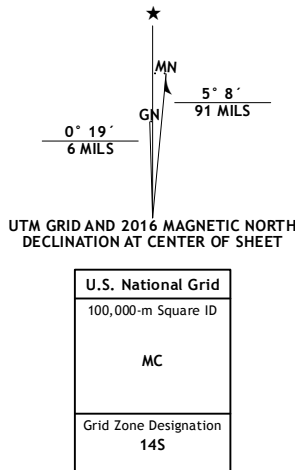 ★
MN
GN
5° 8´
91 MILS
0° 19´
6 MILS
UTM GRID AND 2016 MAGNETIC NORTH
DECLINATION AT CENTER OF SHEET
U.S. National Grid
100,000-m Square ID
MC
Grid Zone Designation
14S